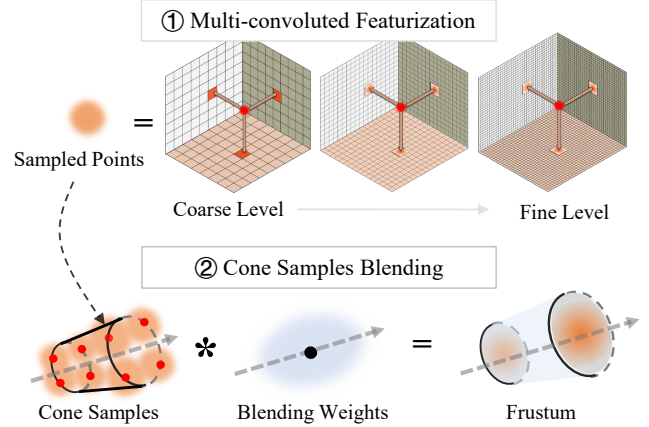 ① Multi-convoluted Featurization
=
Sampled Points
Coarse Level
Fine Level
② Cone Samples Blending
* =
Cone Samples
Blending Weights
Frustum